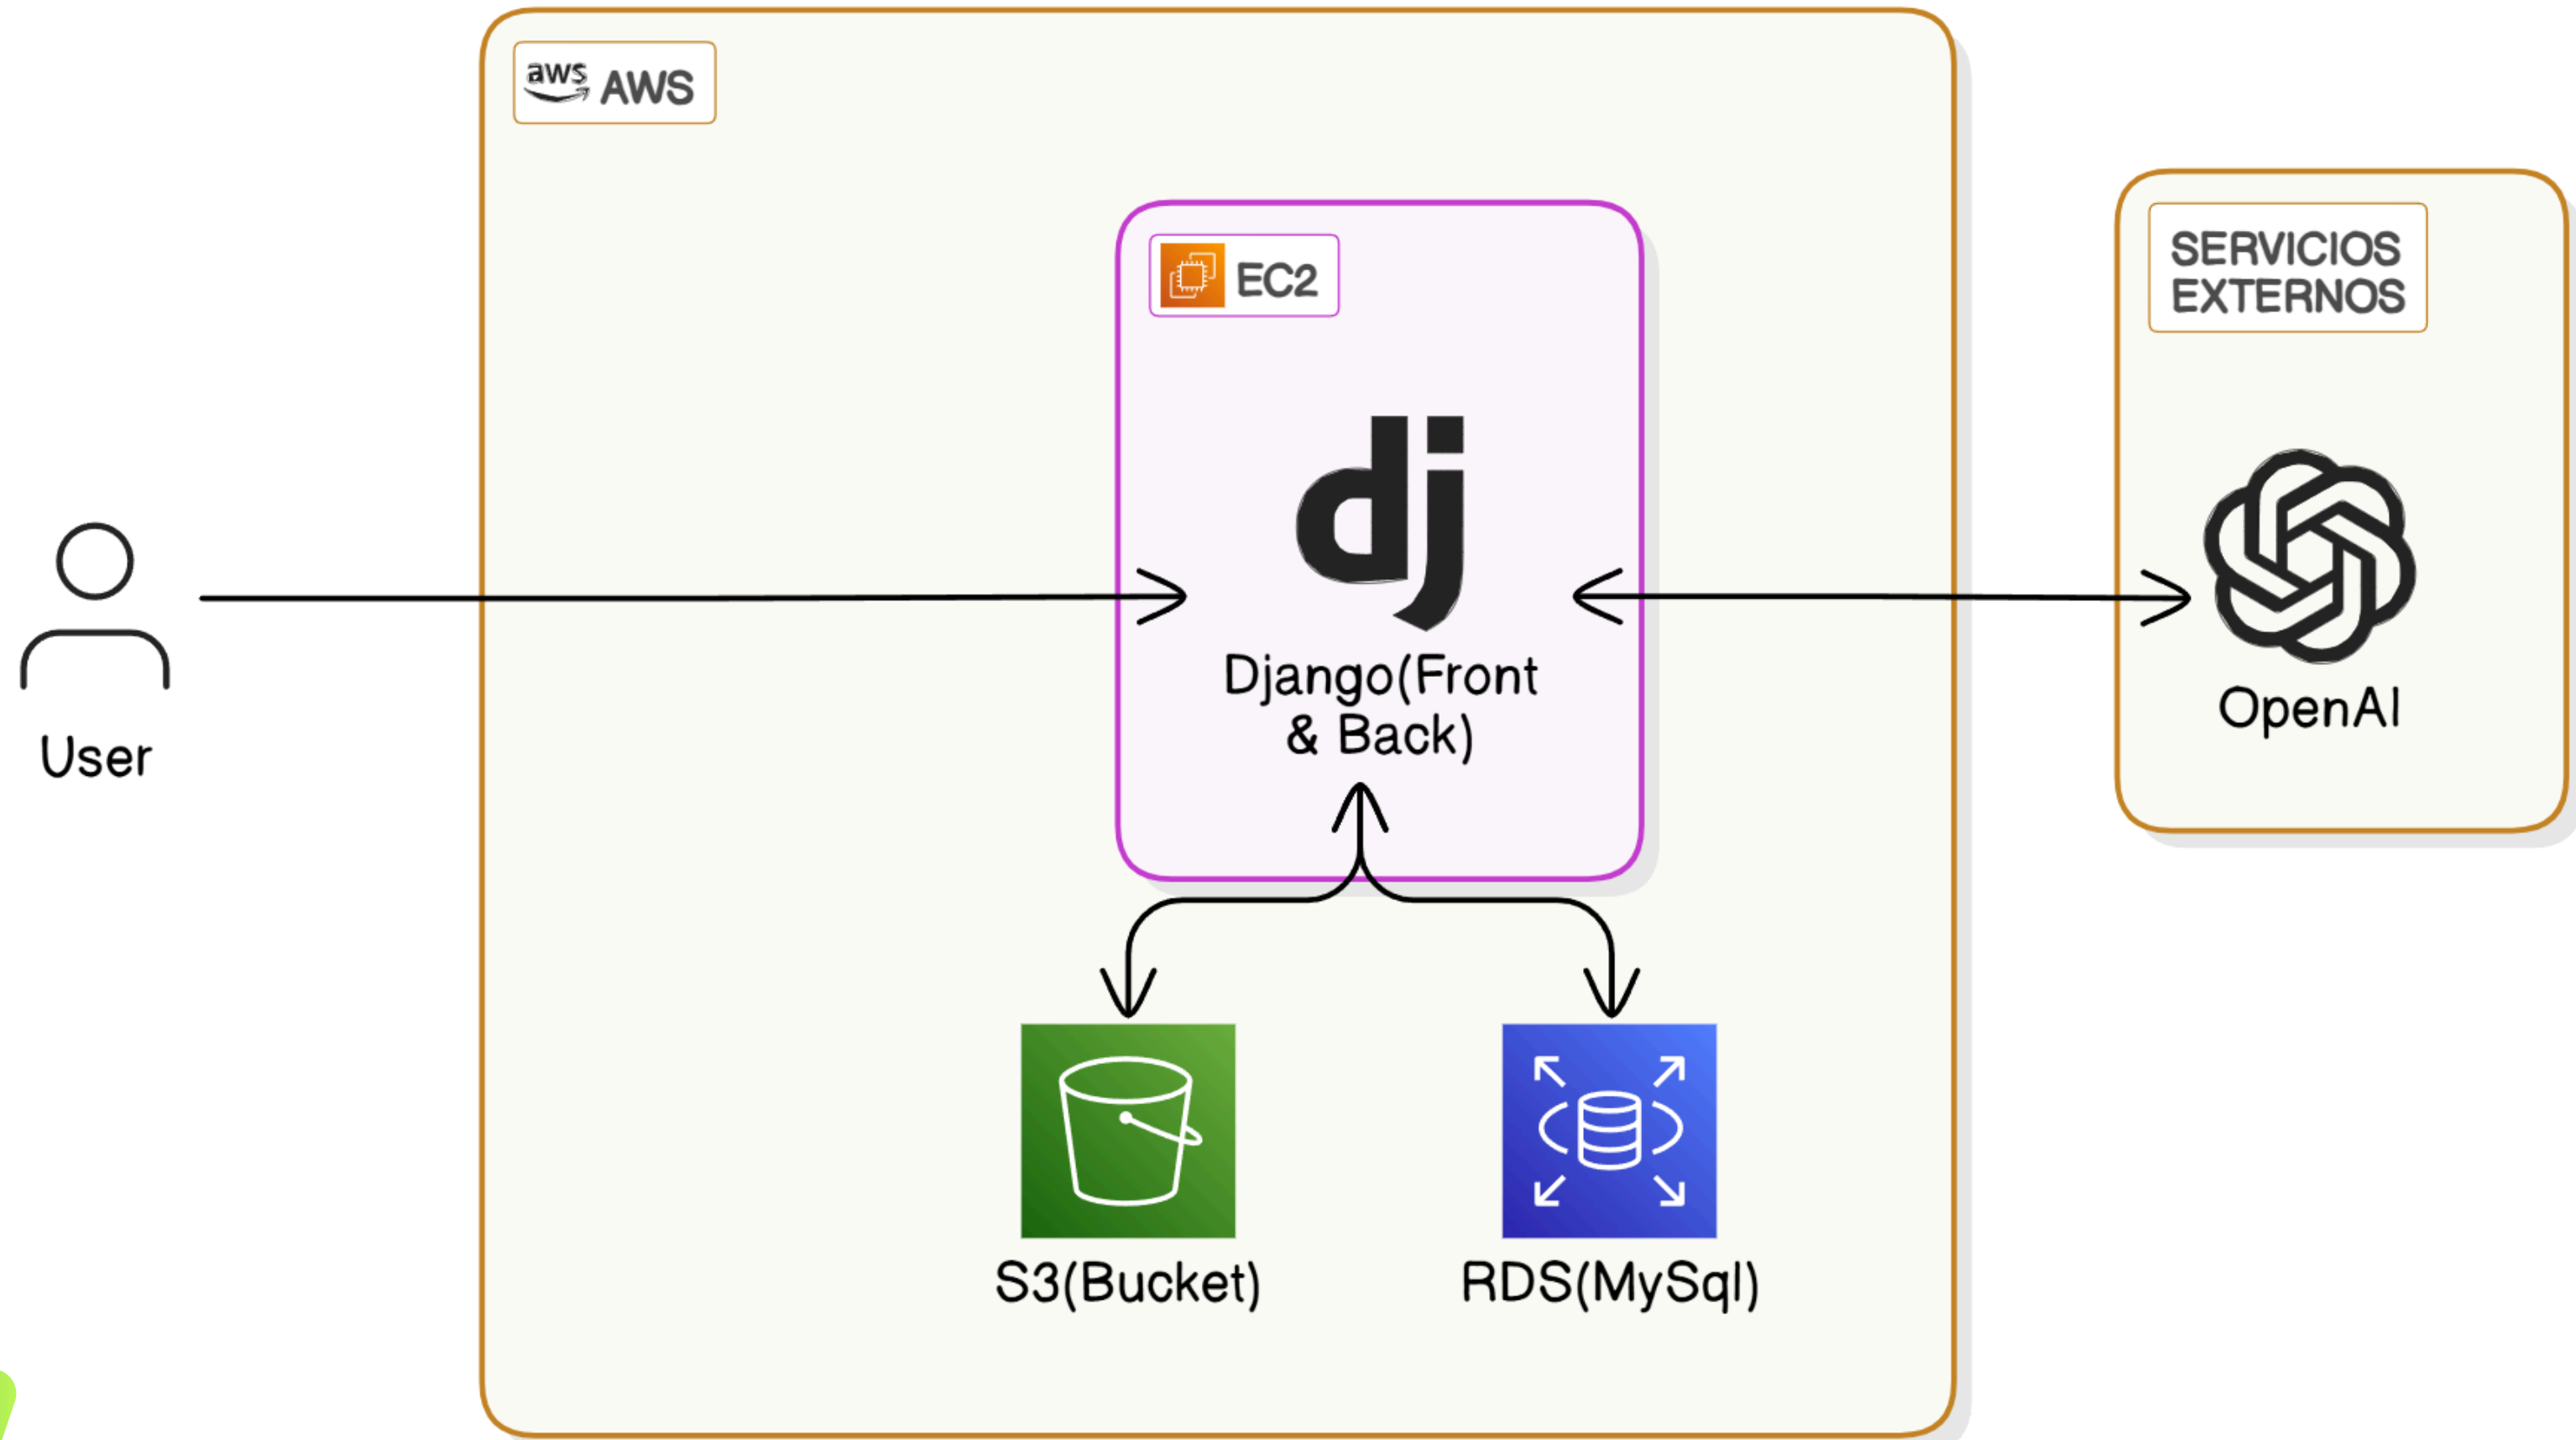 aws AWS
EC2
SERVICIOS
EXTERNOS
dj
Django(Front
& Back)
User
OpenAI
S3(Bucket)
RDS(MySql)